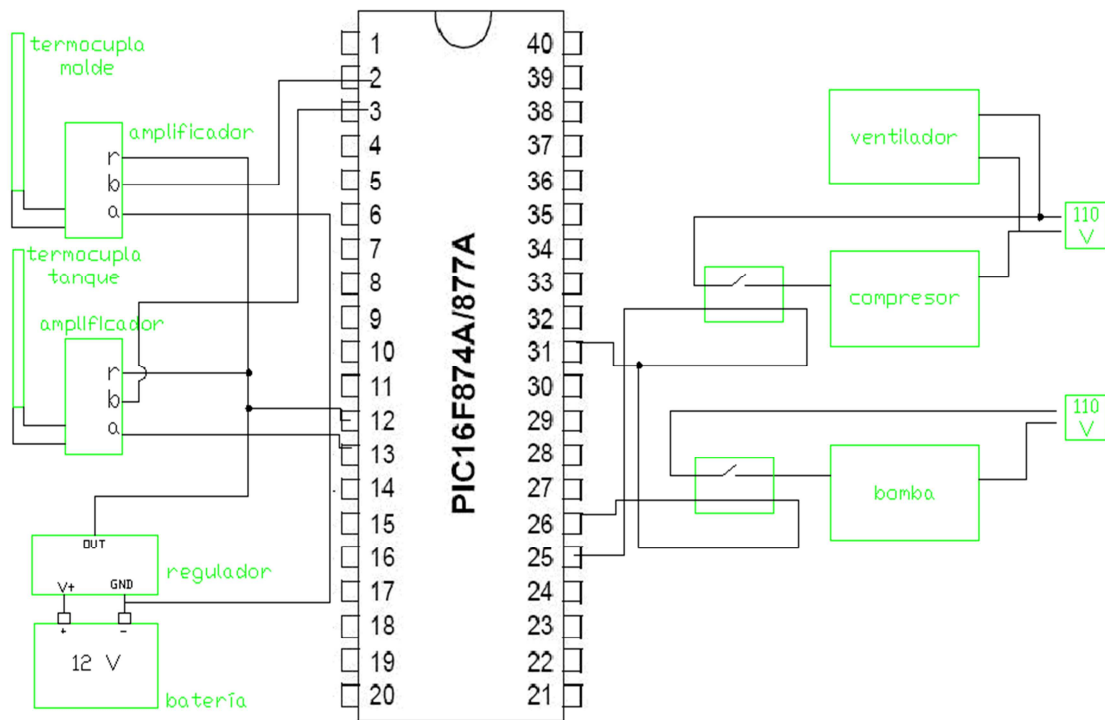 termocupla
molde
amplificador
r
b
a
termocupla
tanque
amplificador
r
b
a
OUT
regulador
V+
GND
+
-
12 V
batería
1
2
3
4
5
6
7
8
9
10
11
12
13
14
15
16
17
18
19
20
PIC16F874A/877A
40
39
38
37
36
35
34
33
32
31
30
29
28
27
26
25
24
23
22
21
ventilador
110
V
compresor
110
V
bomba